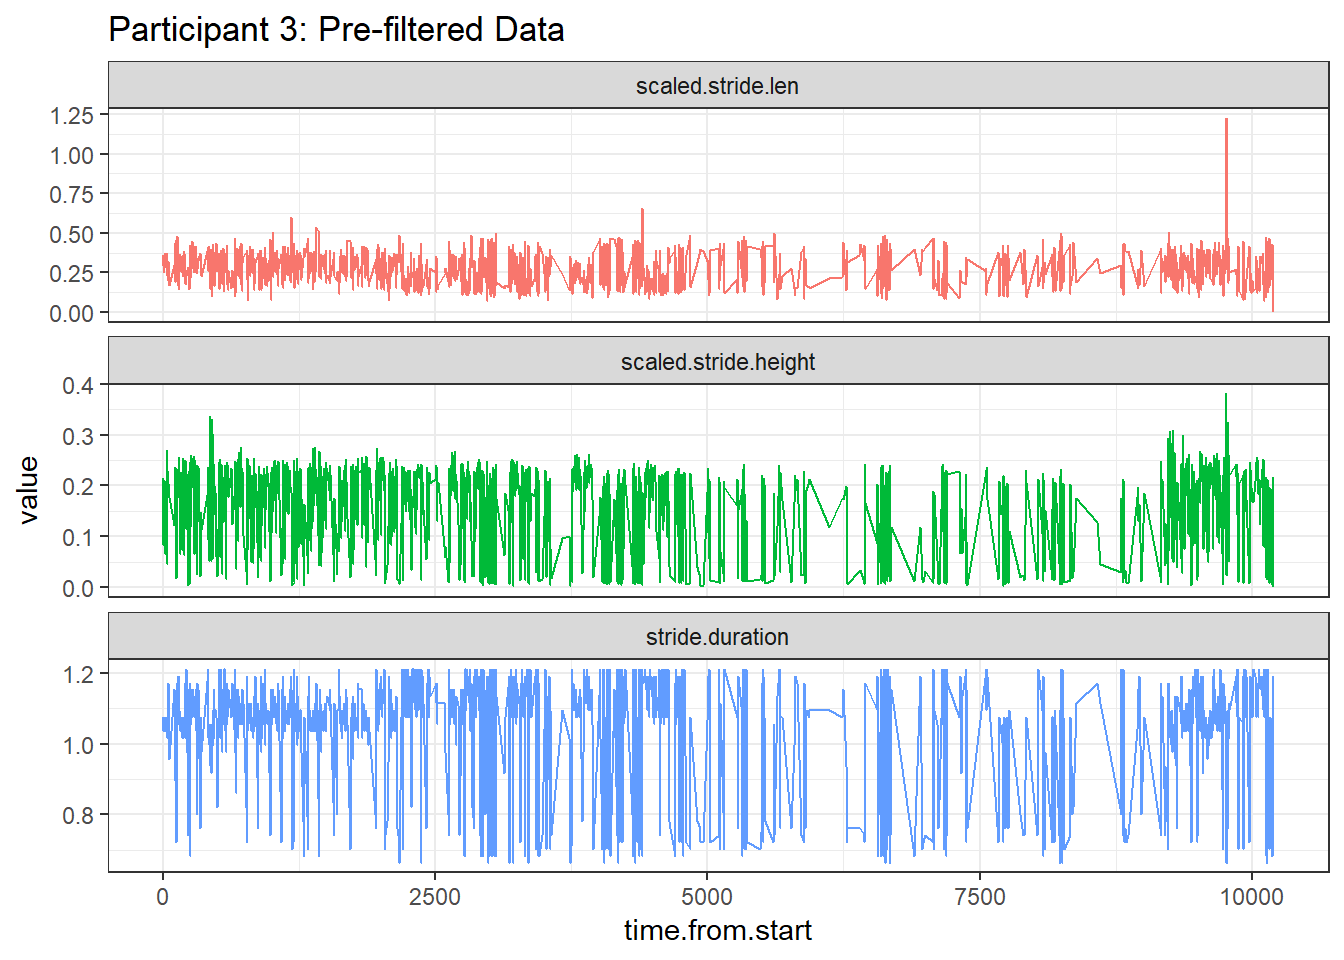 Participant 3: Pre-filtered Data
scaled.stride.len
1.25
1.00
0.75
0.50
0.25
0.00
scaled.stride.height
0.4
0.3
0.2
0.1
0.0
value
stride.duration
1.2
1.0
0.8
0 2500 5000 7500 10000
time.from.start